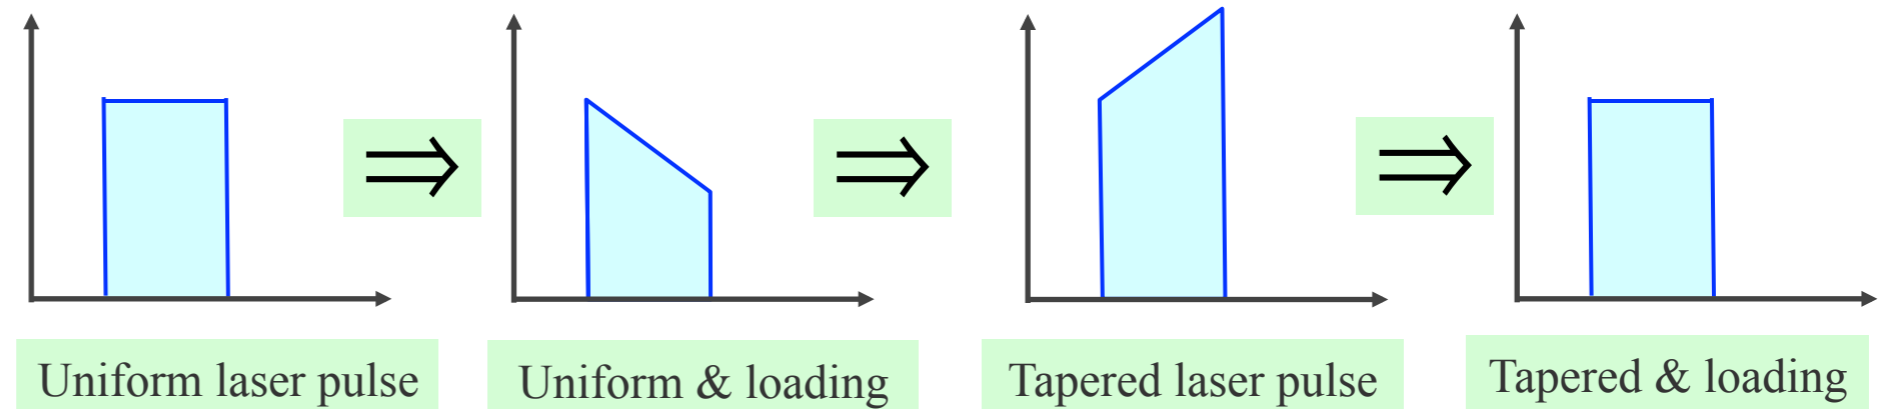 Uniform laser pulse
Uniform & loading
Tapered laser pulse
Tapered & loading